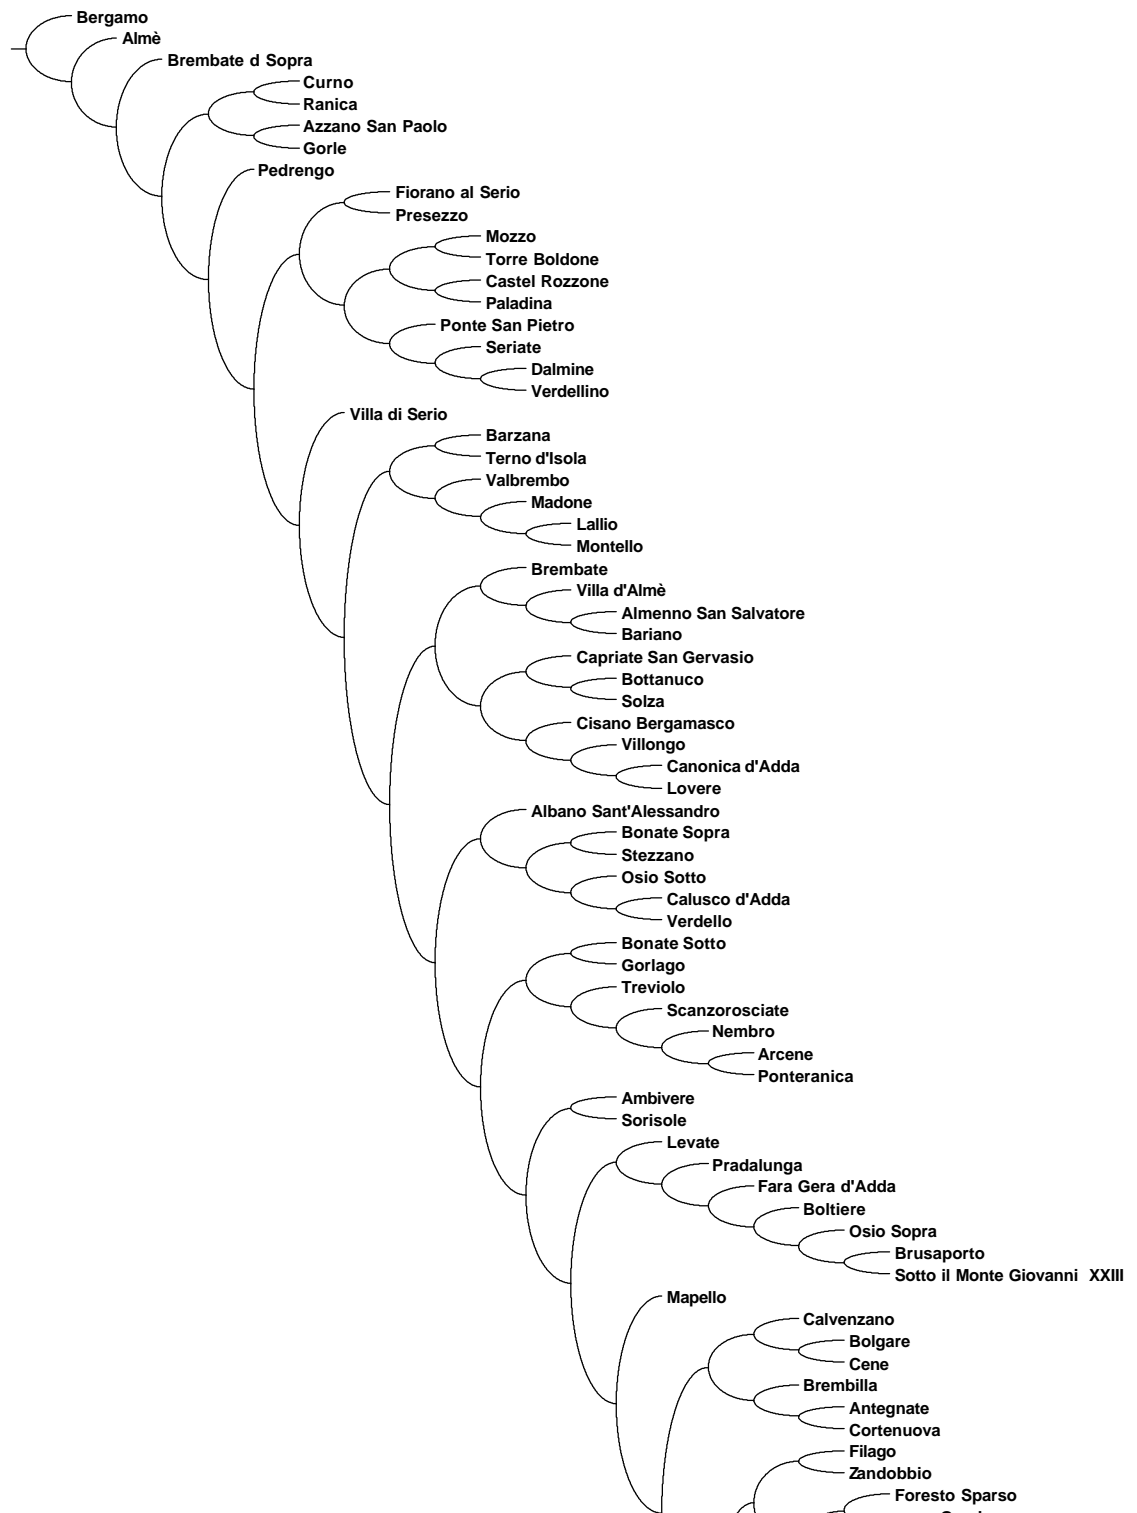 Bergamo
Almè
Brembate d Sopra
Curno
Ranica
Azzano San Paolo
Gorle
Pedrengo
Fiorano al Serio
Presezzo
Mozzo
Torre Boldone
Castel Rozzone
Paladina
Ponte San Pietro
Seriate
Dalmine
Verdellino
Villa di Serio
Barzana
Terno d'Isola
Valbrembo
Madone
Lallio
Montello
Brembate
Villa d'Almè
Almenno San Salvatore
Bariano
Capriate San Gervasio
Bottanuco
Solza
Cisano Bergamasco
Villongo
Canonica d'Adda
Lovere
Albano Sant'Alessandro
Bonate Sopra
Stezzano
Osio Sotto
Calusco d'Adda
Verdello
Bonate Sotto
Gorlago
Treviolo
Scanzorosciate
Nembro
Arcene
Ponteranica
Ambivere
Sorisole
Levate
Pradalunga
Fara Gera d'Adda
Boltiere
Osio Sopra
Brusaporto
Sotto il Monte Giovanni XXIII
Mapello
Calvenzano
Bolgare
Cene
Brembilla
Antegnate
Cortenuova
Filago
Zandobbio
Foresto Sparso